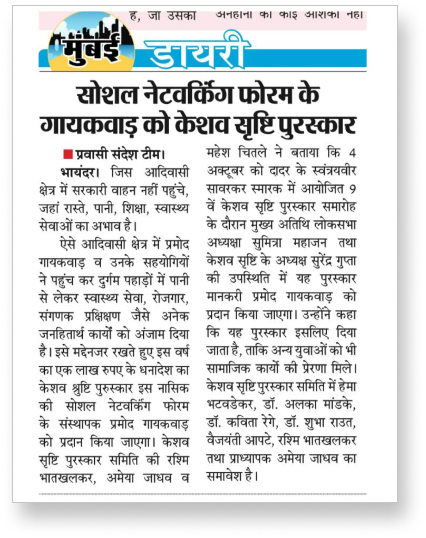 है, जा उसका
अनहोनी की कोई आशंका नहीं
मुंबई डायरी
सोशल नेटवर्किंग फोरम के
गायकवाड़ को केशव सृष्टि पुरस्कार
■ प्रवासी संदेश टीम।
भायंदर। जिस आदिवासी
क्षेत्र में सरकारी वाहन नहीं पहुंचे,
जहां रास्ते, पानी, शिक्षा, स्वास्थ्य
सेवाओं का अभाव है।
ऐसे आदिवासी क्षेत्र में प्रमोद
गायकवाड़ व उनके सहयोगियों
ने पहुंच कर दुर्गम पहाड़ों में पानी
से लेकर स्वास्थ्य सेवा, रोजगार,
संगणक प्रक्षिक्षण जैसे अनेक
जनहितार्थ कार्यों को अंजाम दिया
है। इसे मद्देनजर रखते हुए इस वर्ष
का एक लाख रुपए के धनादेश का
केशव श्रुष्टि पुरुस्कार इस नासिक
की सोशल नेटवर्किंग फोरम
के संस्थापक प्रमोद गायकवाड़
को प्रदान किया जाएगा। केशव
सृष्टि पुरस्कार समिति की रश्मि
भातखलकर, अमेया जाधव व
महेश चितले ने बताया कि 4
अक्टूबर को दादर के स्वंत्रयवीर
सावरकर स्मारक में आयोजित 9
वें केशव सृष्टि पुरस्कार समारोह
के दौरान मुख्य अतिथि लोकसभा
अध्यक्षा सुमित्रा महाजन तथा
केशव सृष्टि के अध्यक्ष सुरेंद्र गुप्ता
की उपस्थिति में यह पुरस्कार
मानकरी प्रमोद गायकवाड़ को
प्रदान किया जाएगा। उन्होंने कहा
कि यह पुरस्कार इसलिए दिया
जाता है, ताकि अन्य युवाओं को भी
सामाजिक कार्यो की प्रेरणा मिले।
केशव सृष्टि पुरस्कार समिति में हेमा
भटवडेकर, डॉ. अलका मांडके,
डॉ. कविता रेगे, डॉ. शुभा राउत,
वैजयंती आपटे, रश्मि भातखलकर
तथा प्राध्यापक अमेया जाधव का
समावेश है।